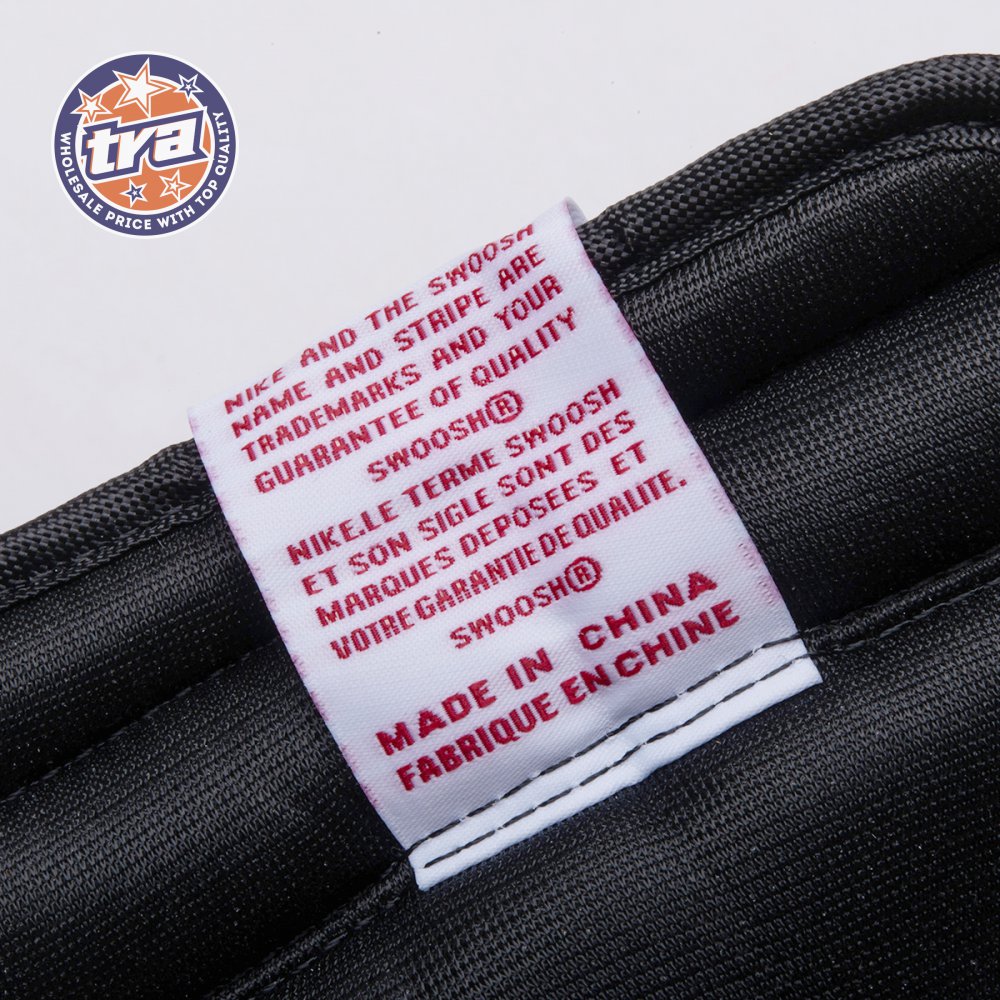 tra
WHOLESALE PRICE WITH TOP QUALITY
NIKE AND THE SWOOSH
NAME AND STRIPE ARE
TRADEMARKS AND YOUR
GUARANTEE OF QUALITY
SWOOSH®
NIKE.LE TERME SWOOSH
ET SON SIGLE SONT DES
MARQUES DEPOSEES ET
VOTRE GARANTIE DE QUALITE.
SWOOSH®
MADE IN CHINA
FABRIQUE EN CHINE